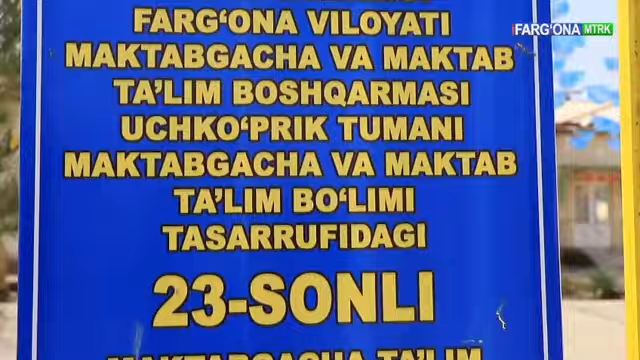 FARG‘ONA VILOYATI
MAKTABGACHA VA MAKTAB
TA’LIM BOSHQARMASI
UCHKO‘PRIK TUMANI
MAKTABGACHA VA MAKTAB
TA’LIM BO‘LIMI
TASARRUFIDAGI
23-SONLI
MAKTABGACHA TA’LIM
FARG‘ONA MTRK